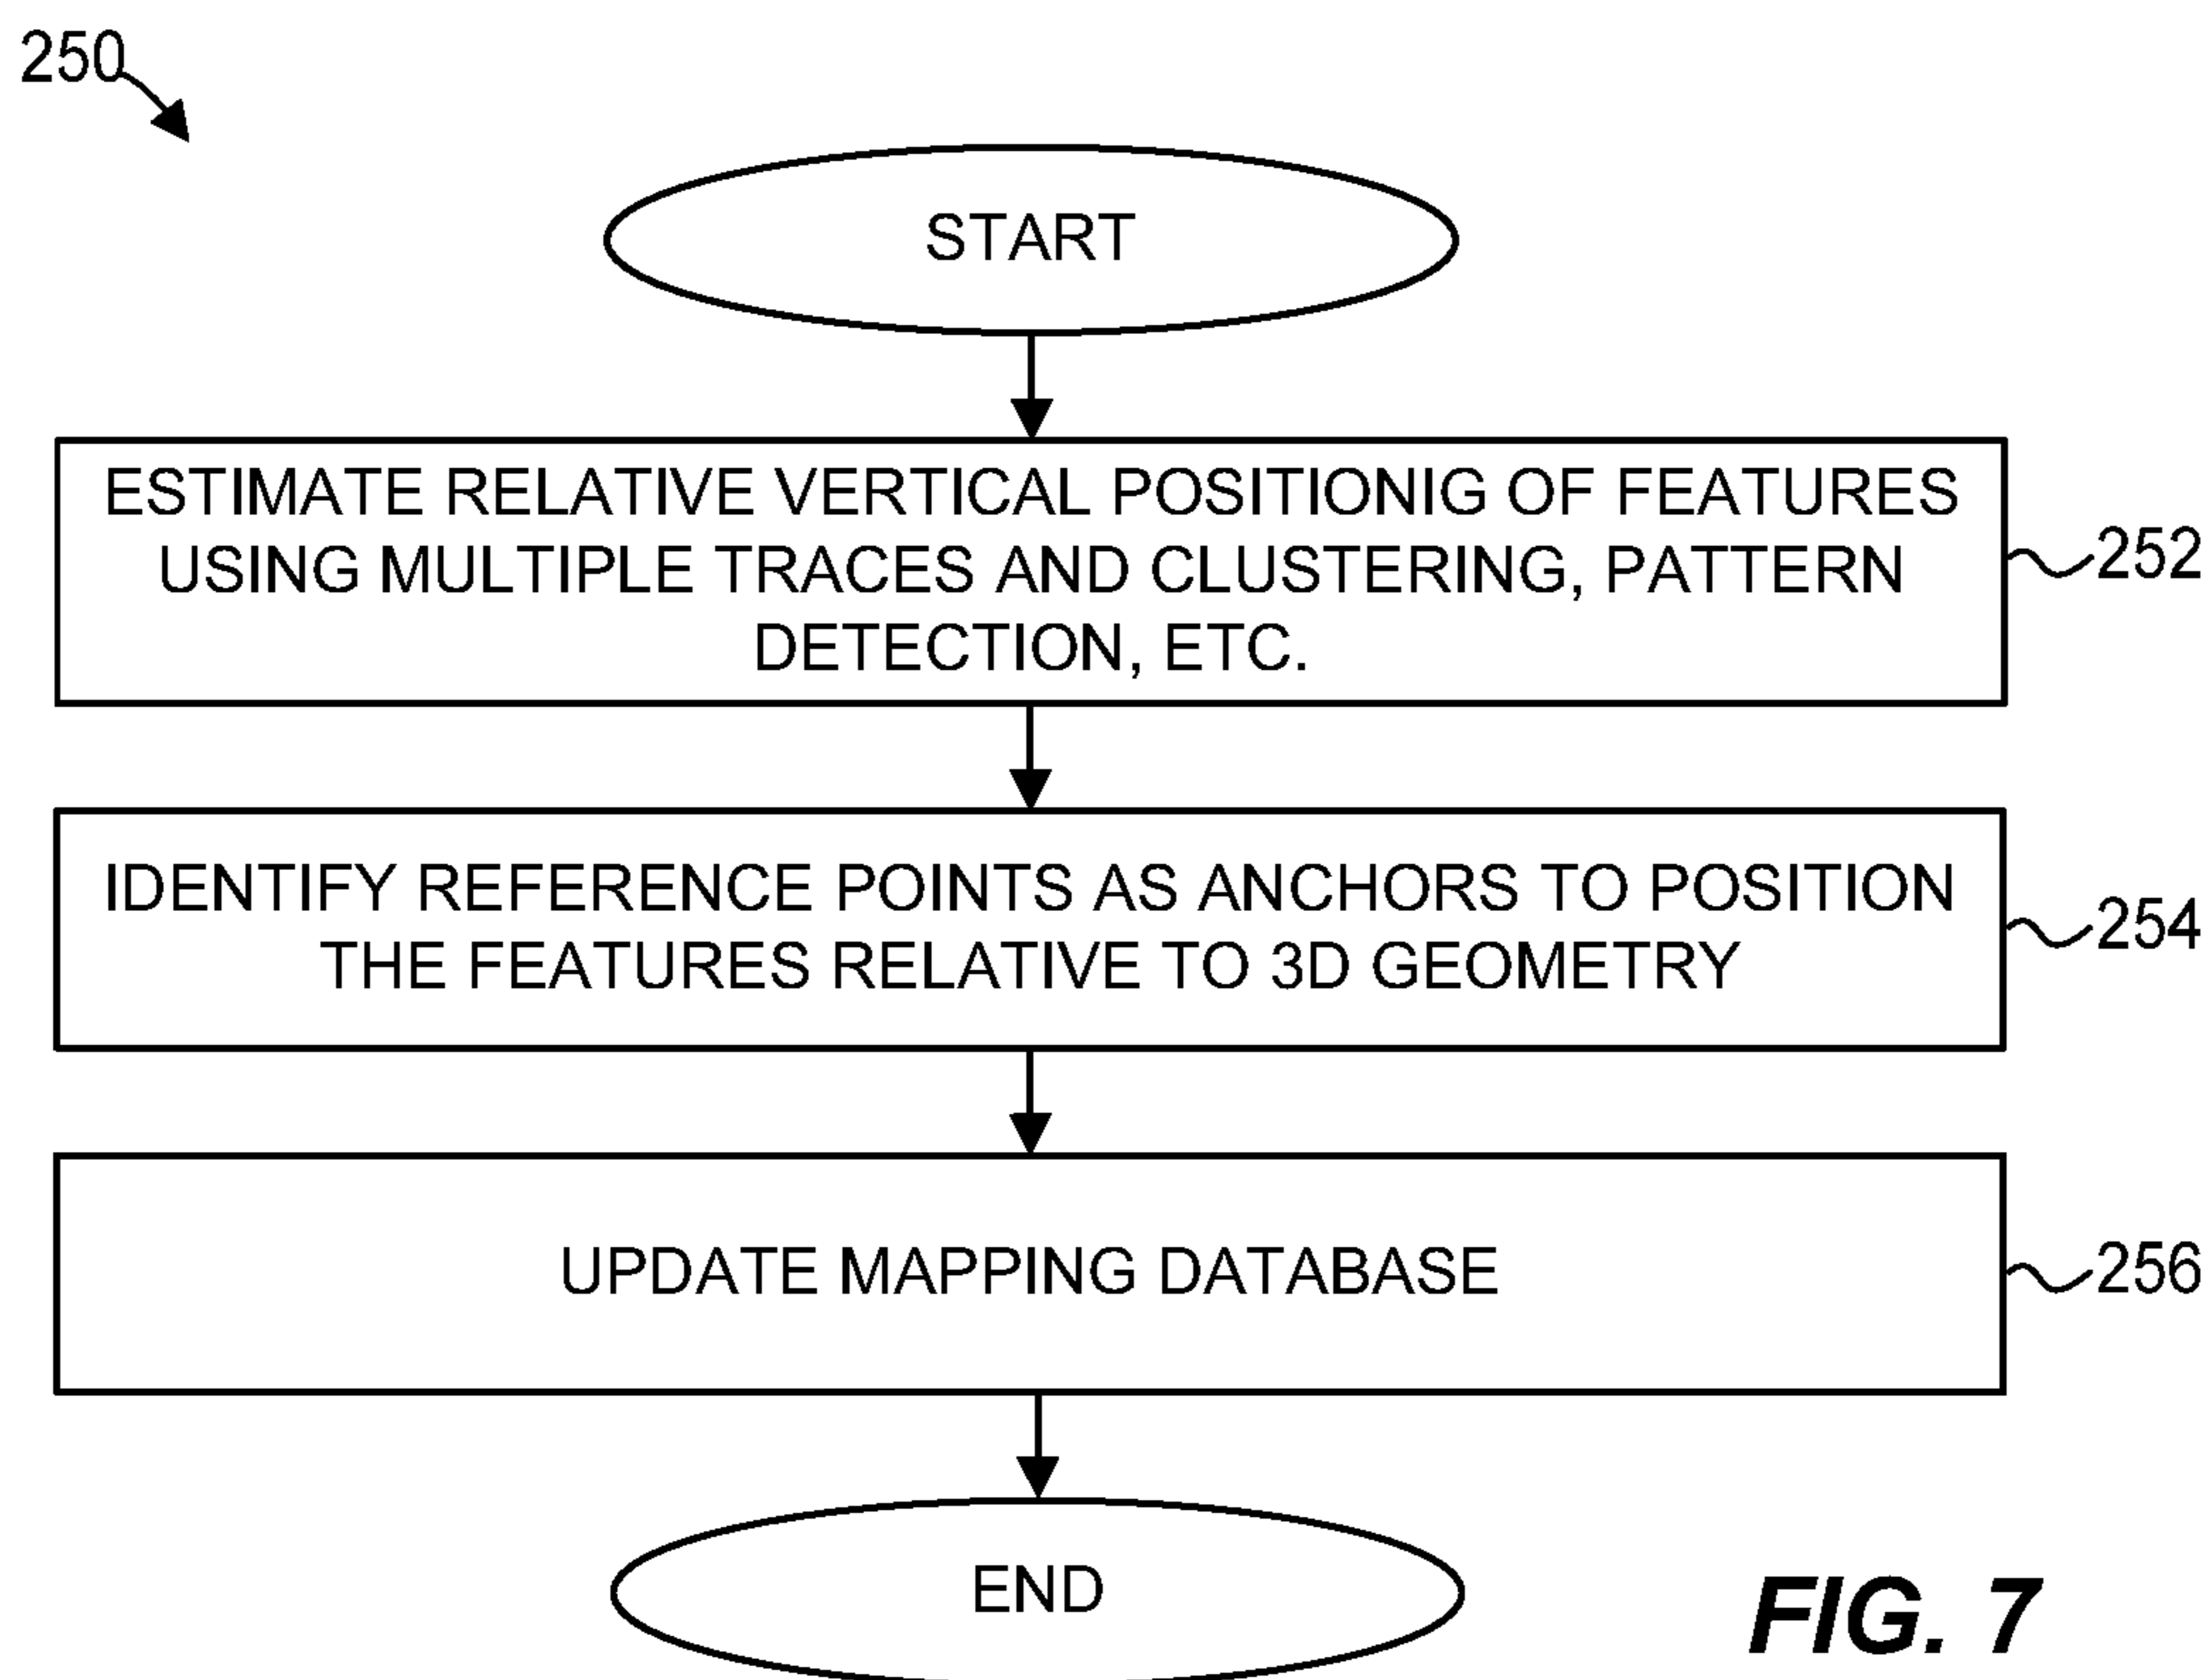 250
START
ESTIMATE RELATIVE VERTICAL POSITIONIG OF FEATURES
USING MULTIPLE TRACES AND CLUSTERING, PATTERN
DETECTION, ETC.
252
IDENTIFY REFERENCE POINTS AS ANCHORS TO POSITION
THE FEATURES RELATIVE TO 3D GEOMETRY
254
UPDATE MAPPING DATABASE
256
END
FIG. 7